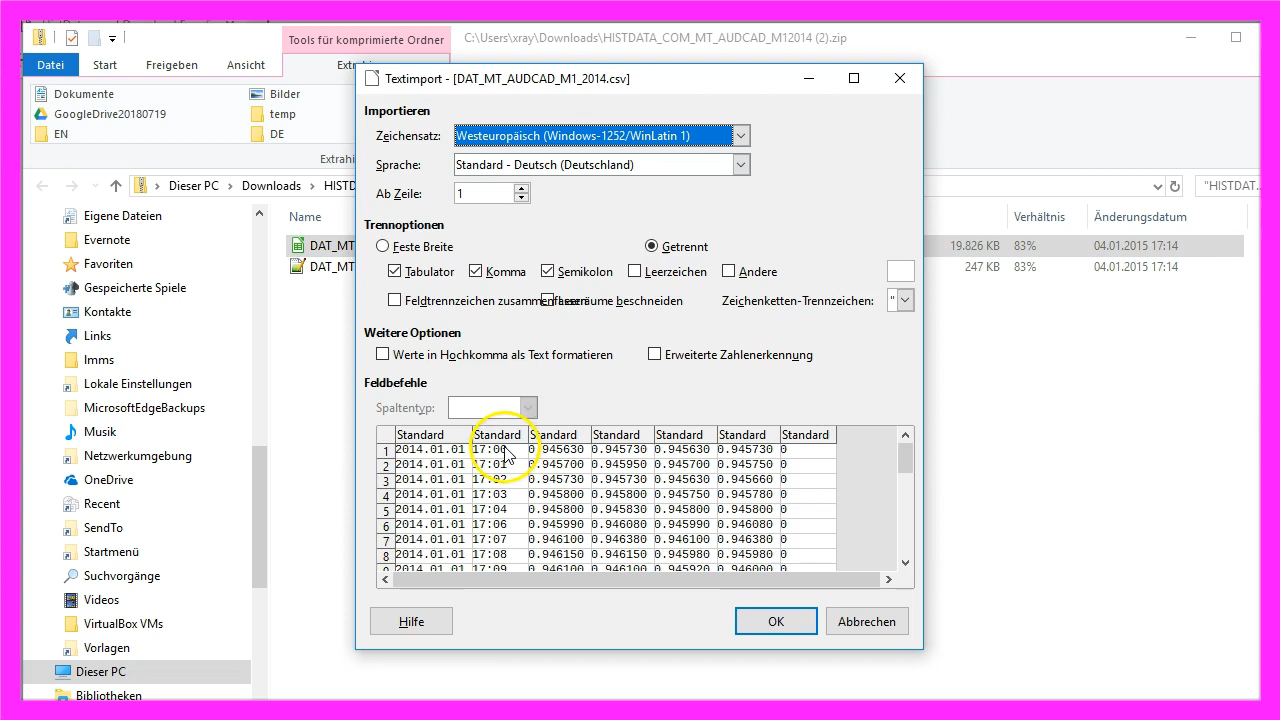 Tools für komprimierte Ordner
C:\Users\xray\Downloads\HISTDATA_COM_MT_AUDCAD_M12014 (2).zip
Datei
Start
Freigeben
Ansicht
Dokumente
GoogleDrive20180719
EN
Bilder
temp
DE
Dieser PC
Downloads
"HISTDAT...
Name
Verhältnis
Änderungsdatum
DAT_MT
19.826 KB
83%
04.01.2015 17:14
DAT_MT
247 KB
83%
04.01.2015 17:14
Eigene Dateien
Evernote
Favoriten
Gespeicherte Spiele
Kontakte
Links
Imms
Lokale Einstellungen
MicrosoftEdgeBackups
Musik
Netzwerkumgebung
OneDrive
Recent
SendTo
Startmenü
Suchvorgänge
Videos
VirtualBox VMs
Vorlagen
Dieser PC
Bibliotheken
Textimport - [DAT_MT_AUDCAD_M1_2014.csv]
Importieren
Zeichensatz: Westeuropäisch (Windows-1252/WinLatin 1)
Sprache: Standard - Deutsch (Deutschland)
Ab Zeile: 1
Trennoptionen
Feste Breite Getrennt
Tabulator Komma Semikolon Leerzeichen Andere
beschneiden Zeichenketten-Trennzeichen: "
Weitere Optionen
Werte in Hochkomma als Text formatieren Erweiterte Zahlenerkennung
Feldbefehle
Spaltentyp:
Standard Standard Standard Standard Standard Standard Standard
1 2014.01.01 17:00 0.945630 0.945730 0.945630 0.945730 0
2 2014.01.01 17:01 0.945700 0.945950 0.945700 0.945750 0
3 2014.01.01 17:02 0.945730 0.945730 0.945630 0.945660 0
4 2014.01.01 17:03 0.945800 0.945800 0.945750 0.945780 0
5 2014.01.01 17:04 0.945800 0.945830 0.945800 0.945830 0
6 2014.01.01 17:06 0.945990 0.946080 0.945990 0.946080 0
7 2014.01.01 17:07 0.946100 0.946380 0.946100 0.946380 0
8 2014.01.01 17:08 0.946150 0.946150 0.945980 0.945980 0
Hilfe
OK
Abbrechen